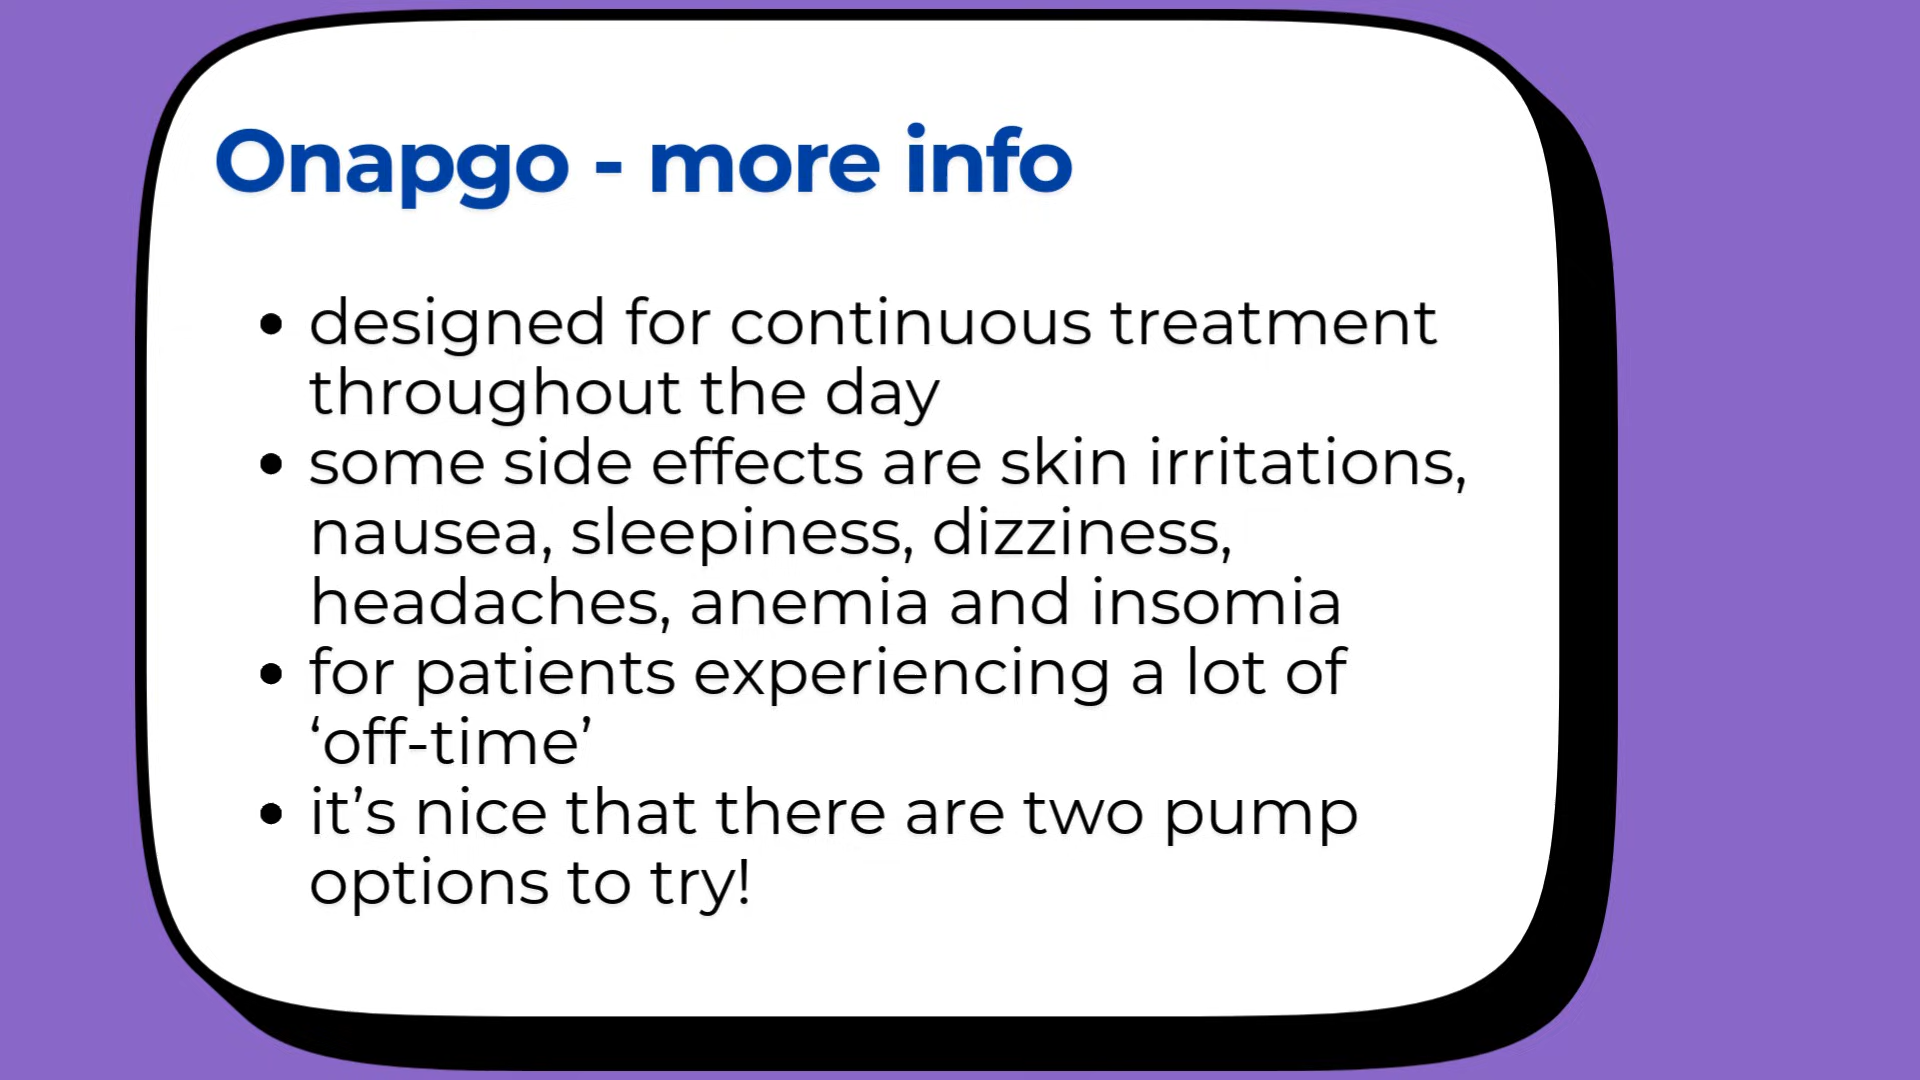 Onapgo - more info
• designed for continuous treatment
throughout the day
• some side effects are skin irritations,
nausea, sleepiness, dizziness,
headaches, anemia and insomia
• for patients experiencing a lot of
‘off-time’
• it’s nice that there are two pump
options to try!